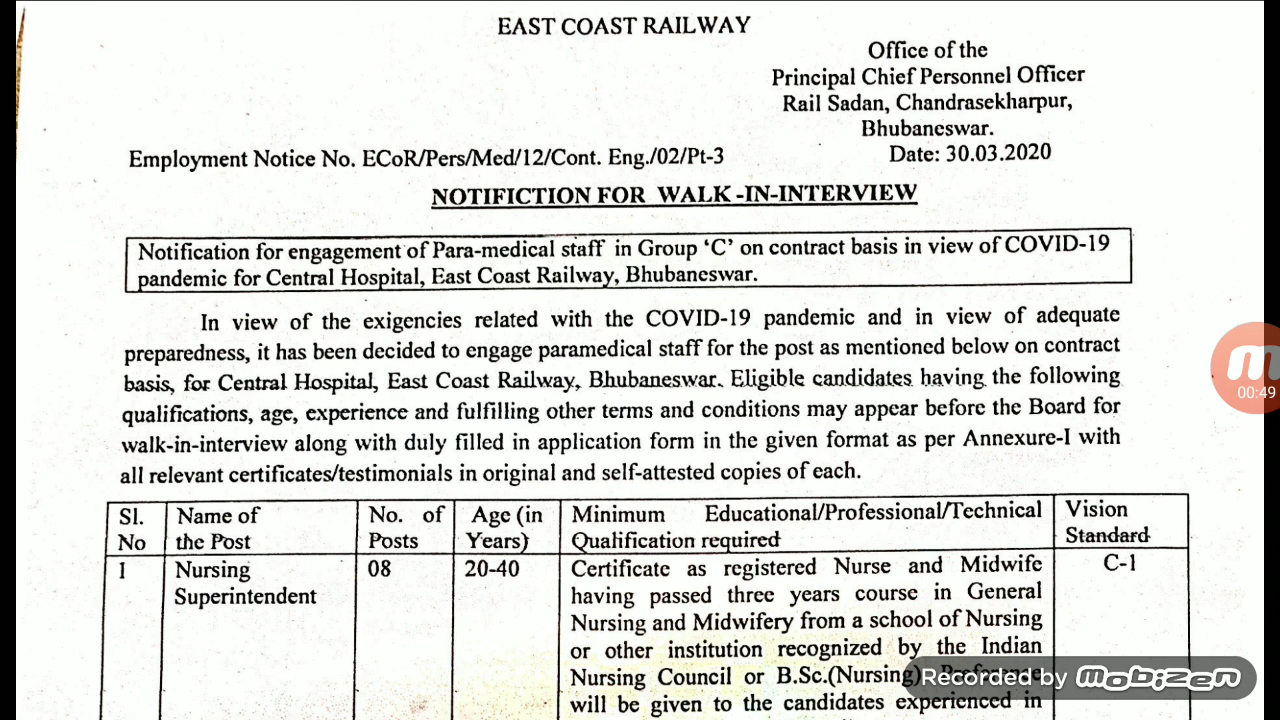 EAST COAST RAILWAY
Office of the
Principal Chief Personnel Officer
Rail Sadan, Chandrasekharpur,
Bhubaneswar.
Employment Notice No. ECoR/Pers/Med/12/Cont. Eng./02/Pt-3
Date: 30.03.2020
NOTIFICTION FOR WALK -IN-INTERVIEW
Notification for engagement of Para-medical staff in Group ‘C’ on contract basis in view of COVID-19
pandemic for Central Hospital, East Coast Railway, Bhubaneswar.
In view of the exigencies related with the COVID-19 pandemic and in view of adequate
preparedness, it has been decided to engage paramedical staff for the post as mentioned below on contract
basis, for Central Hospital, East Coast Railway, Bhubaneswar. Eligible candidates having the following
qualifications, age, experience and fulfilling other terms and conditions may appear before the Board for
walk-in-interview along with duly filled in application form in the given format as per Annexure-I with
all relevant certificates/testimonials in original and self-attested copies of each.
Sl. No
Name of the Post
No. of Posts
Age (in Years)
Minimum Educational/Professional/Technical
Qualification required
Vision Standard
1
Nursing
Superintendent
08
20-40
Certificate as registered Nurse and Midwife
having passed three years course in General
Nursing and Midwifery from a school of Nursing
or other institution recognized by the Indian
Nursing Council or B.Sc.(Nursing)
will be given to the candidates experienced in
C-1
00:49
Recorded by MOBIZEN